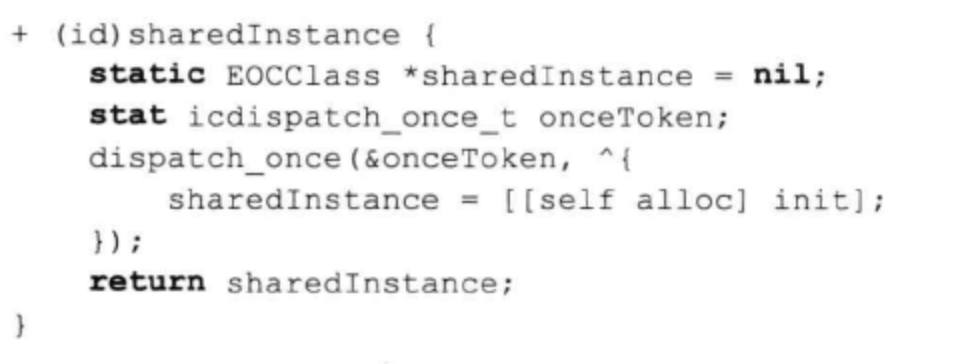 + (id)sharedInstance {
    static EOCClass *sharedInstance = nil;
    stat icdispatch_once_t onceToken;
    dispatch_once(&onceToken, ^{
        sharedInstance = [[self alloc] init];
    });
    return sharedInstance;
}